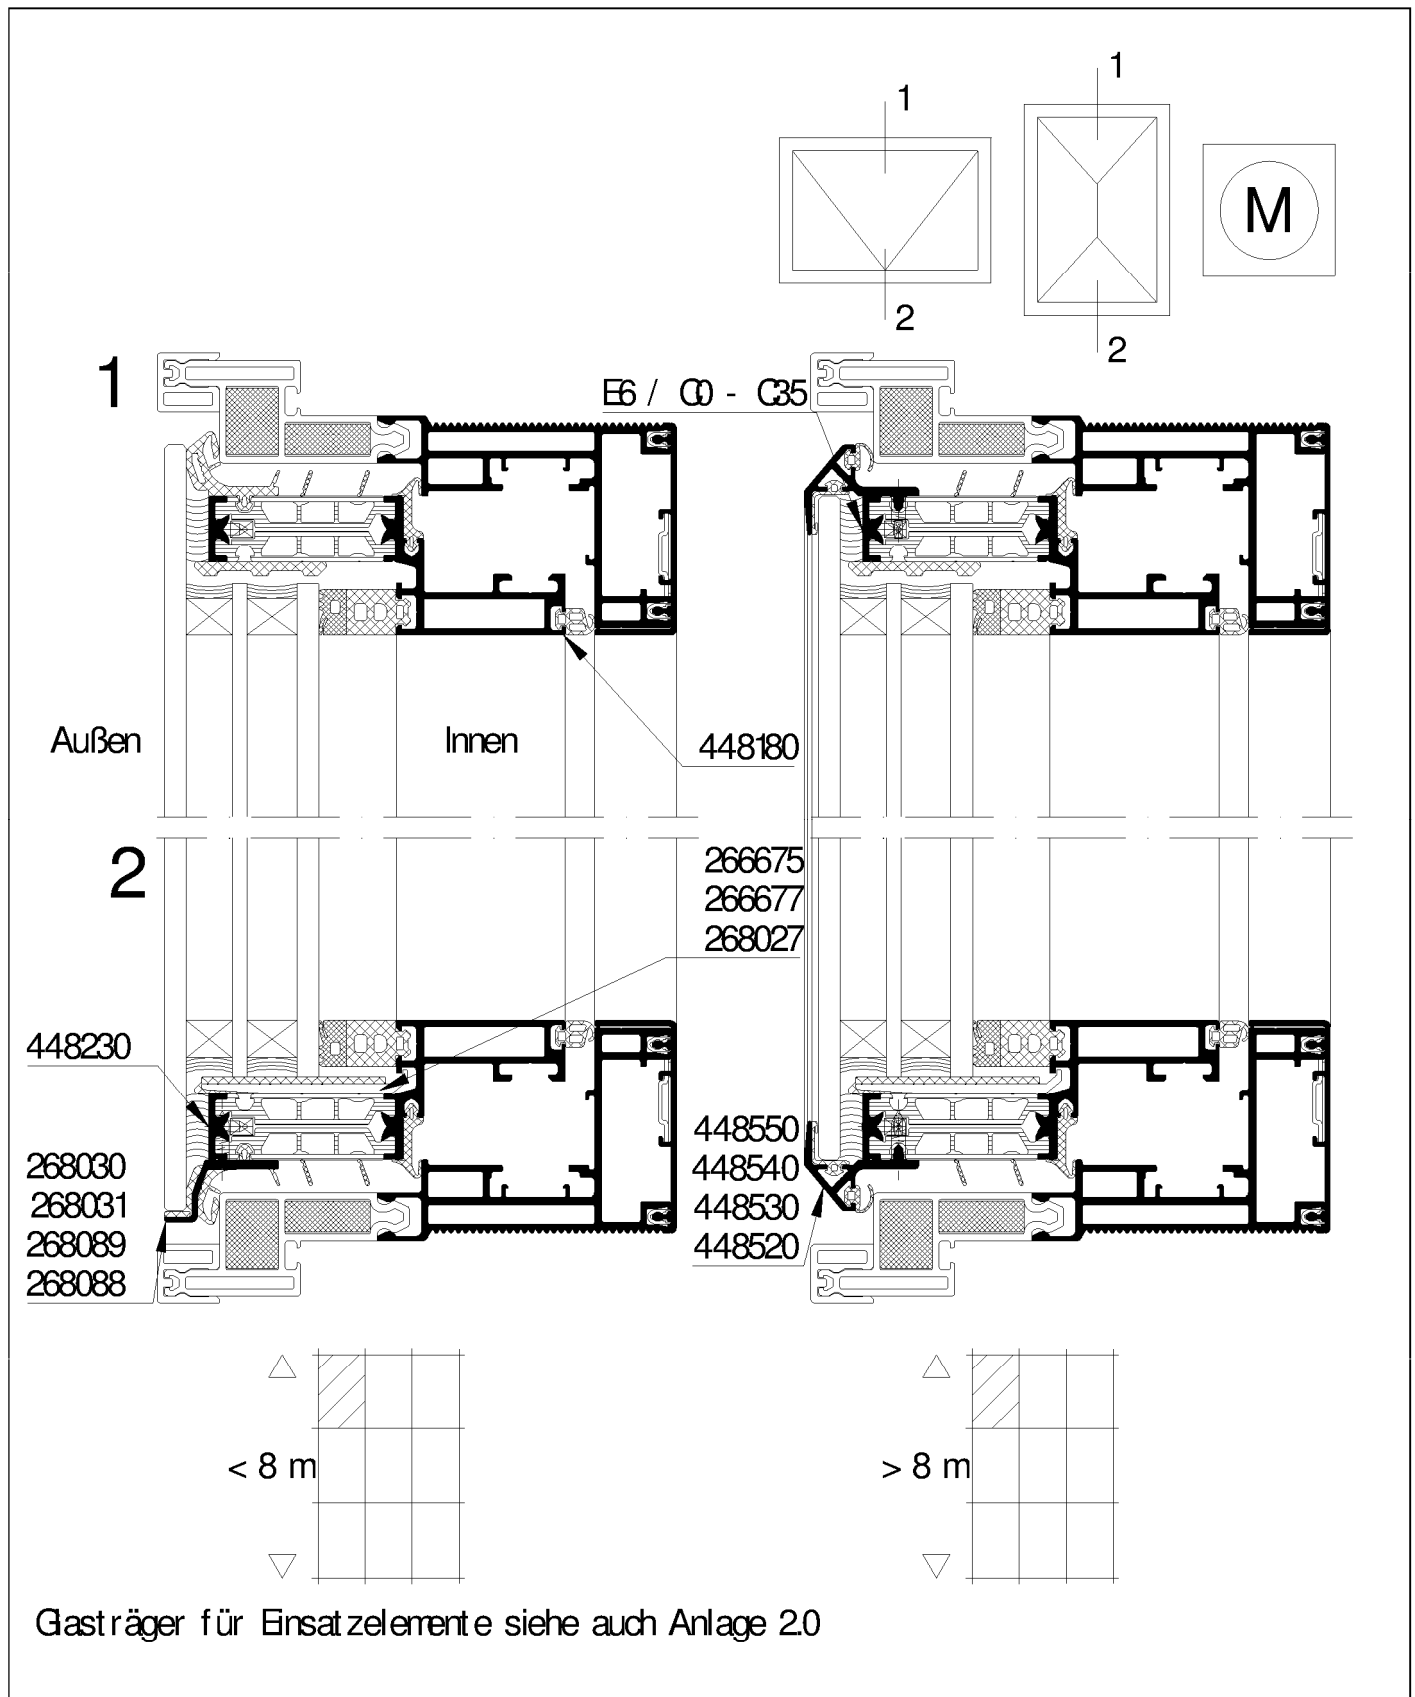 1
1
M
2
2
1
E6 / C0 - C35
Außen
Innen
448180
2
266675
266677
268027
448230
268030
268031
268089
268088
448550
448540
448530
448520
< 8 m
> 8 m
Glasträger für Einsatzelemente siehe auch Anlage 2.0